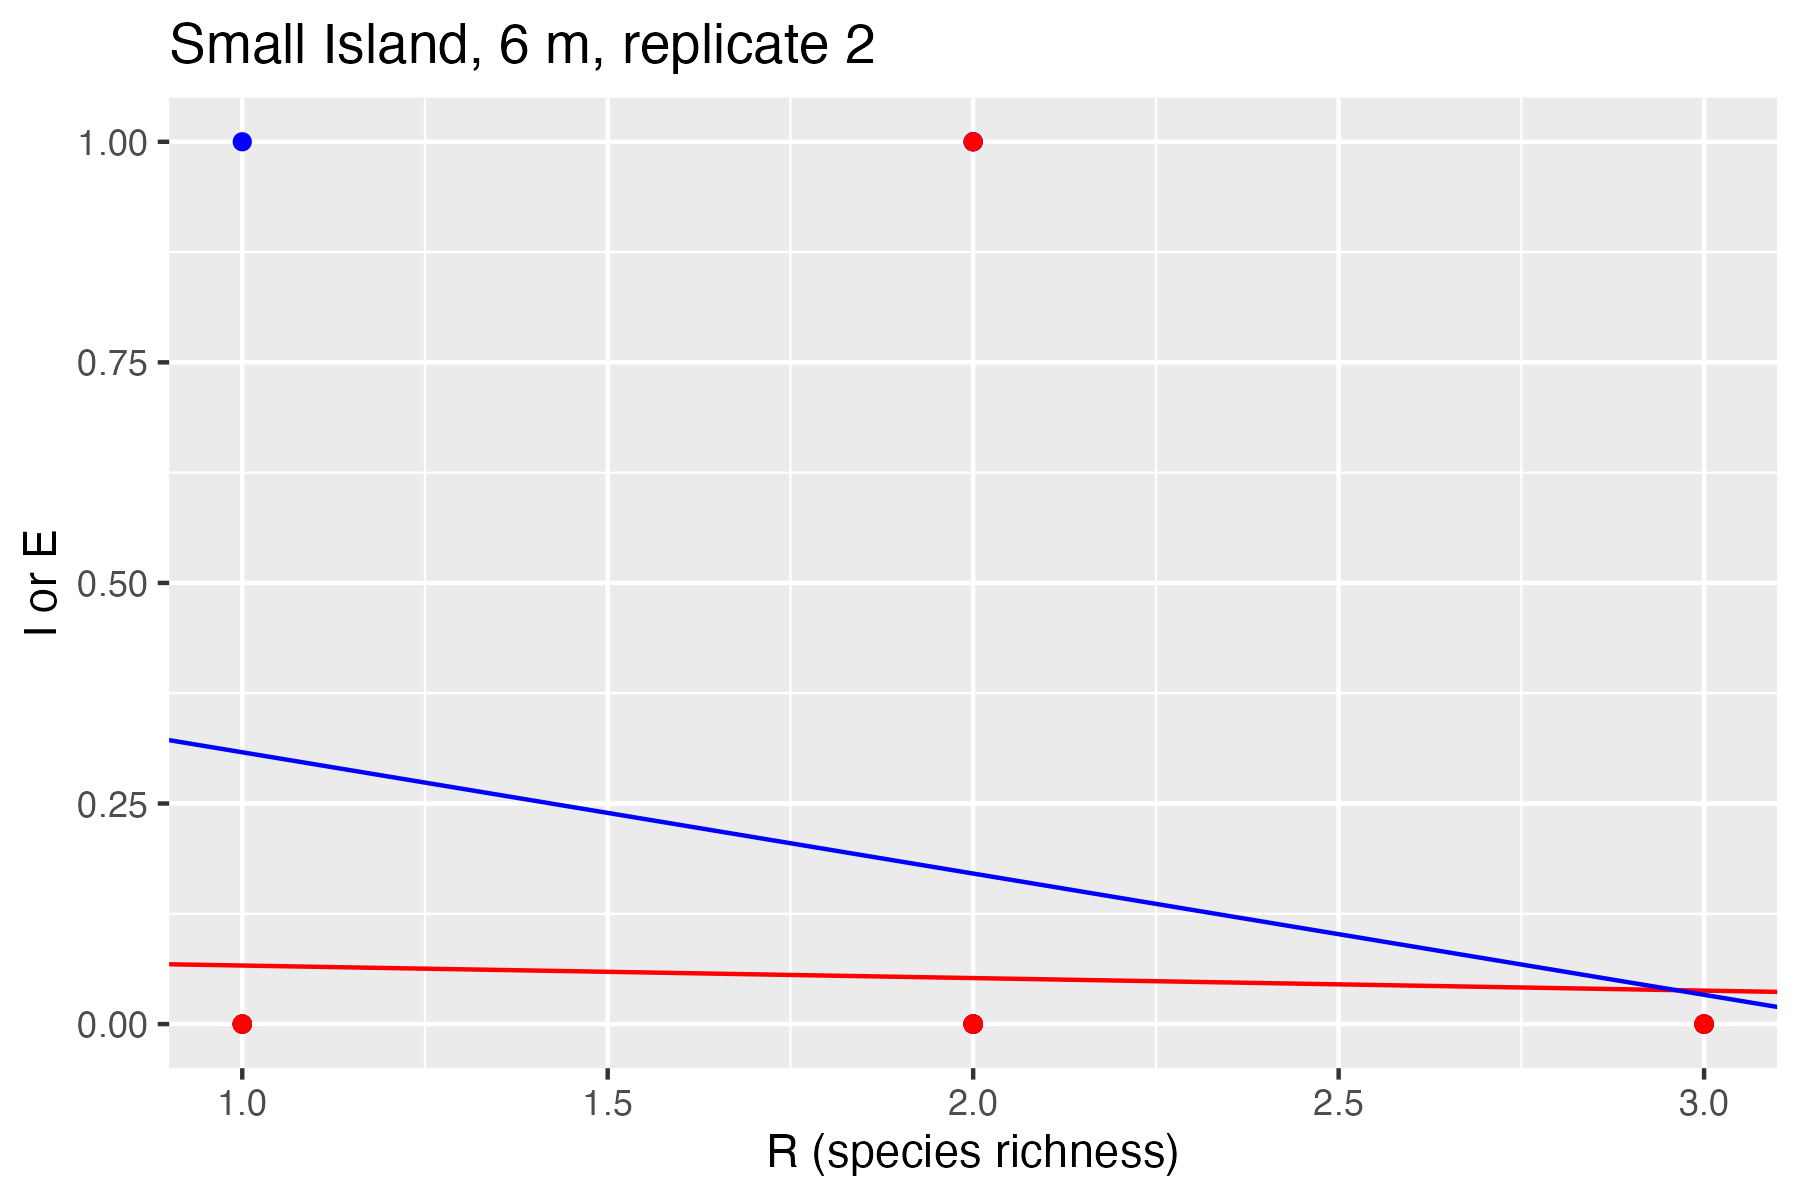 Small Island, 6 m, replicate 2
1.00
0.75
0.50
0.25
0.00
I or E
1.0 1.5 2.0 2.5 3.0
R (species richness)